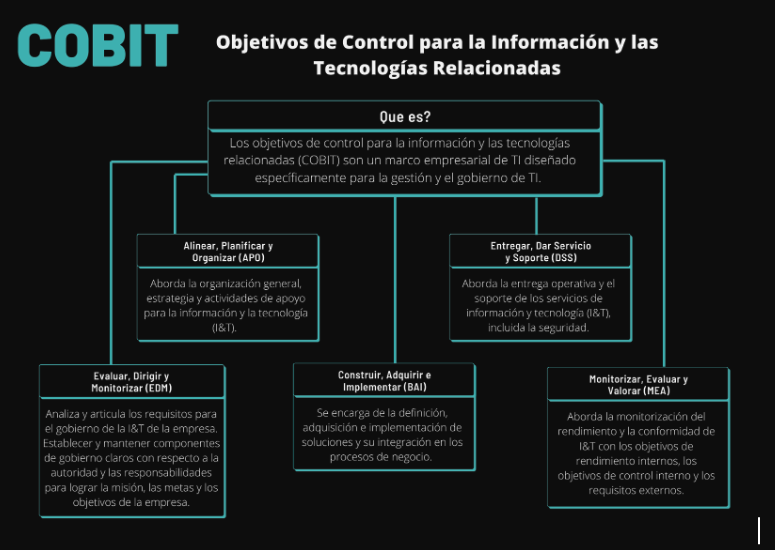 COBIT
Objetivos de Control para la Información y las
Tecnologías Relacionadas
Que es?
Los objetivos de control para la información y las tecnologías
relacionadas (COBIT) son un marco empresarial de TI diseñado
específicamente para la gestión y el gobierno de TI.
Alinear, Planificar y
Organizar (APO)
Aborda la organización general,
estrategia y actividades de apoyo
para la información y la tecnología
(I&T).
Entregar, Dar Servicio
y Soporte (DSS)
Aborda la entrega operativa y el
soporte de los servicios de
información y tecnología (I&T),
incluida la seguridad.
Evaluar, Dirigir y
Monitorizar (EDM)
Analiza y articula los requisitos para
el gobierno de la I&T de la empresa.
Establecer y mantener componentes
de gobierno claros con respecto a la
autoridad y las responsabilidades
para lograr la misión, las metas y los
objetivos de la empresa.
Construir, Adquirir e
Implementar (BAI)
Se encarga de la definición,
adquisición e implementación de
soluciones y su integración en los
procesos de negocio.
Monitorizar, Evaluar y
Valorar (MEA)
Aborda la monitorización del
rendimiento y la conformidad de
I&T con los objetivos de
rendimiento internos, los
objetivos de control interno y los
requisitos externos.